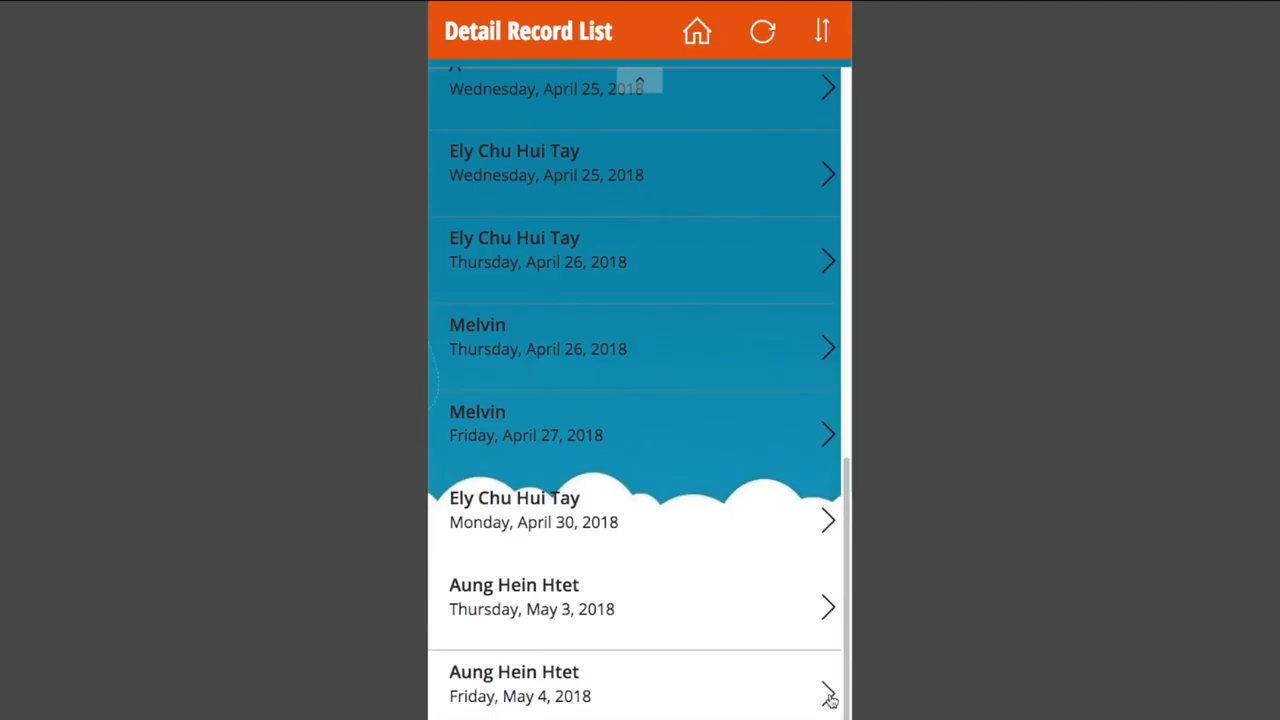 Detail Record List
Wednesday, April 25, 2018
Ely Chu Hui Tay
Wednesday, April 25, 2018
Ely Chu Hui Tay
Thursday, April 26, 2018
Melvin
Thursday, April 26, 2018
Melvin
Friday, April 27, 2018
Ely Chu Hui Tay
Monday, April 30, 2018
Aung Hein Htet
Thursday, May 3, 2018
Aung Hein Htet
Friday, May 4, 2018